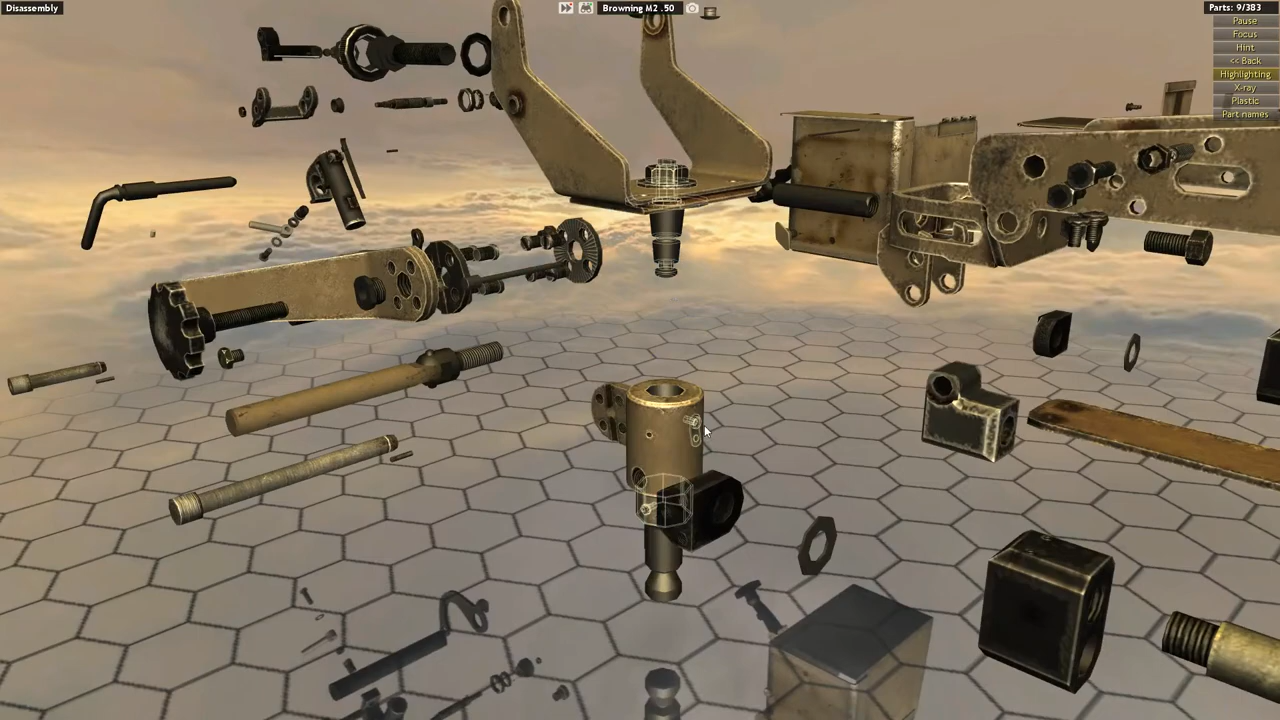 Disassembly
Browning M2 .50
Parts: 9/383
Pause
Focus
Hint
<< Back
Highlighting
X-ray
Plastic
Part names